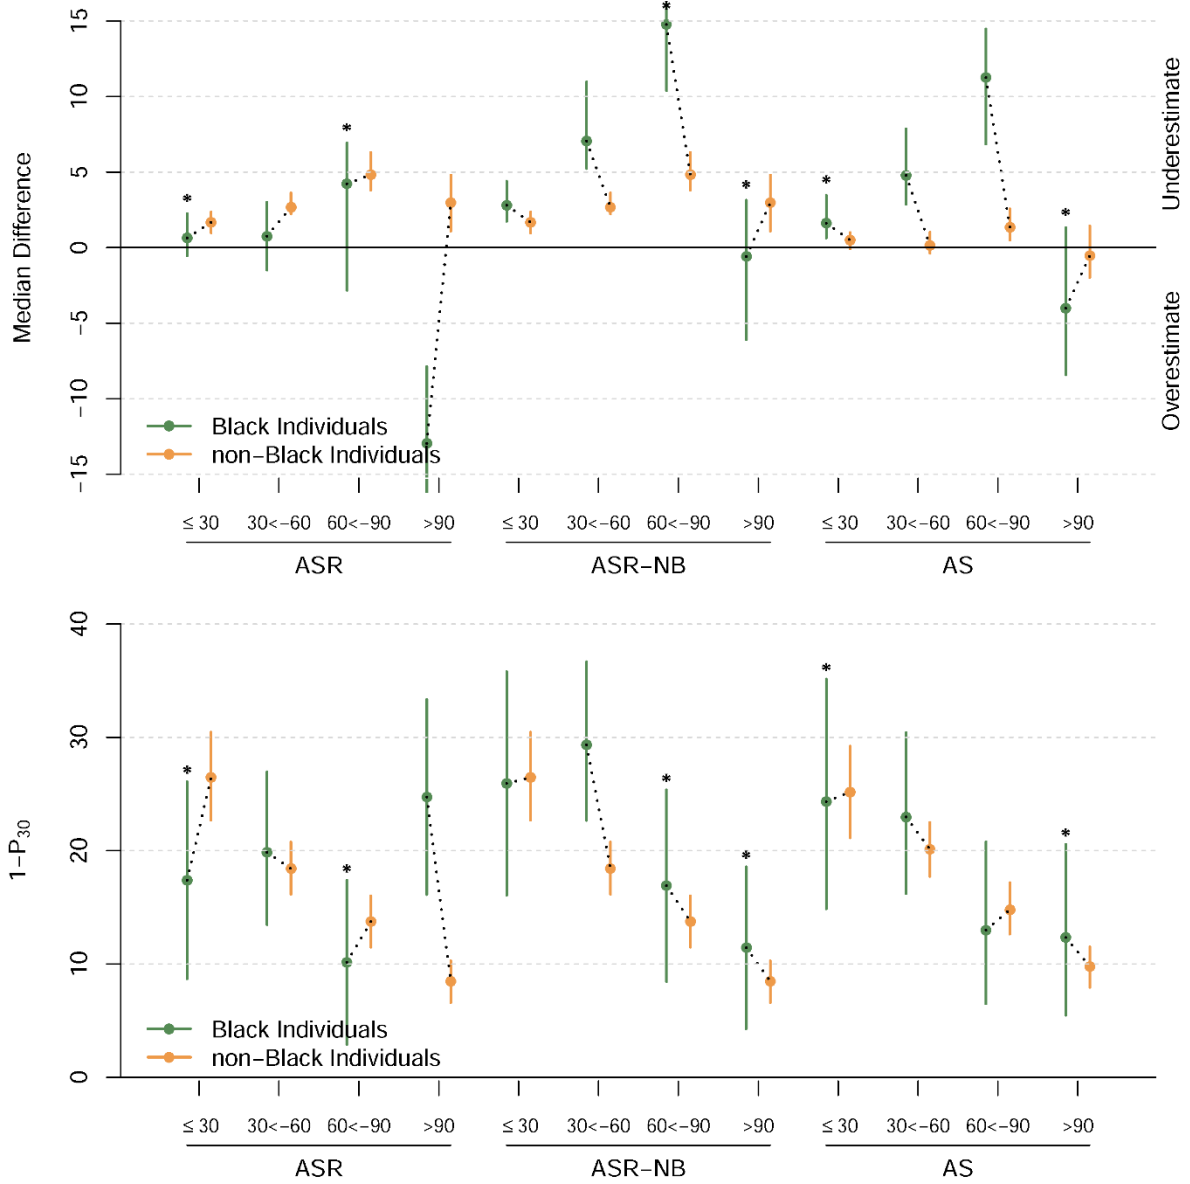 Median Difference
15
10
5
0
−5
−10
−15
* * * * * *
Underestimate
Overestimate
Black Individuals
non−Black Individuals
≤ 30 30<−60 60<−90 >90 ≤ 30 30<−60 60<−90 >90 ≤ 30 30<−60 60<−90 >90
ASR ASR−NB AS
1−P30
40
30
20
10
0
* * * * * *
Black Individuals
non−Black Individuals
≤ 30 30<−60 60<−90 >90 ≤ 30 30<−60 60<−90 >90 ≤ 30 30<−60 60<−90 >90
ASR ASR−NB AS